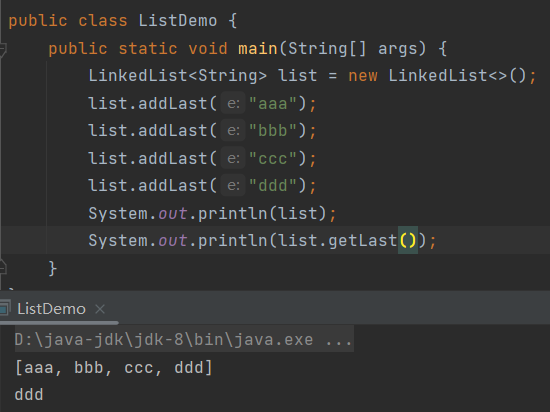 public class ListDemo {
public static void main(String[] args) {
LinkedList<String> list = new LinkedList<>();
list.addLast( e: "aaa");
list.addLast( e: "bbb");
list.addLast( e: "ccc");
list.addLast( e: "ddd");
System.out.println(list);
System.out.println(list.getLast());
}
ListDemo ×
D:\java-jdk\jdk-8\bin\java.exe ...
[aaa, bbb, ccc, ddd]
ddd